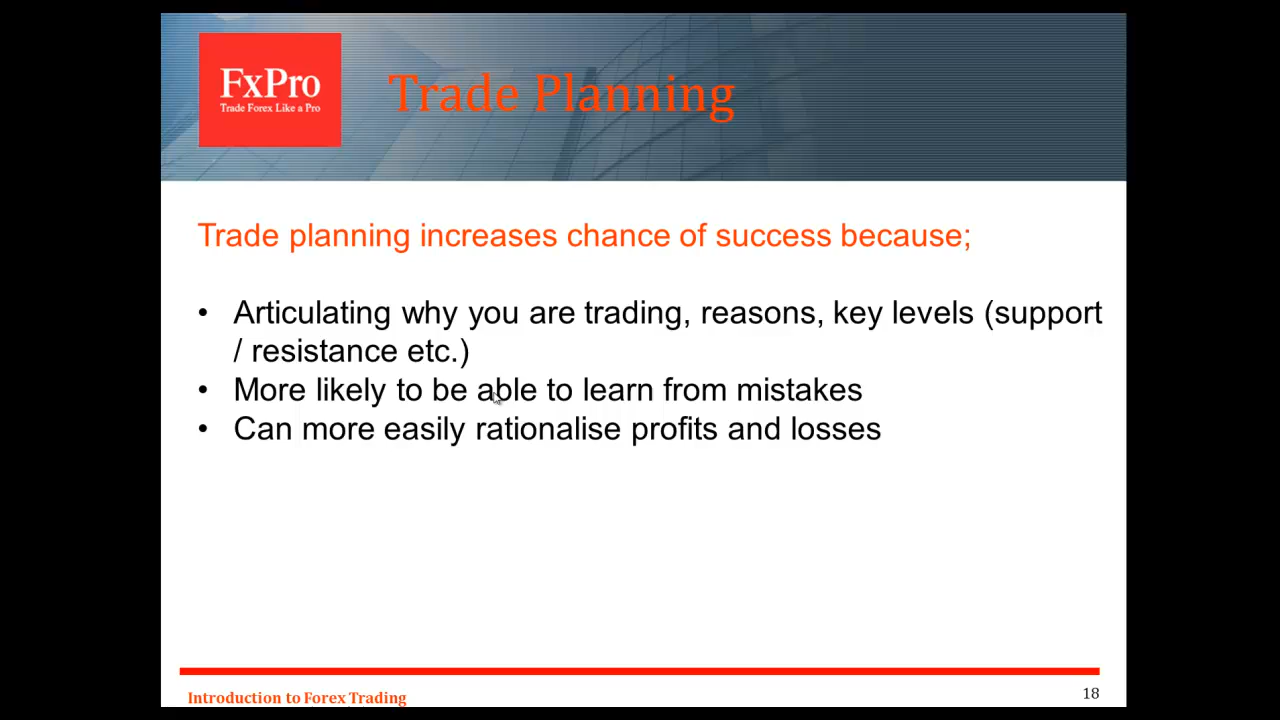 FxPro
Trade Forex Like a Pro
Trade Planning
Trade planning increases chance of success because;
• Articulating why you are trading, reasons, key levels (support
/ resistance etc.)
• More likely to be able to learn from mistakes
• Can more easily rationalise profits and losses
Introduction to Forex Trading
18